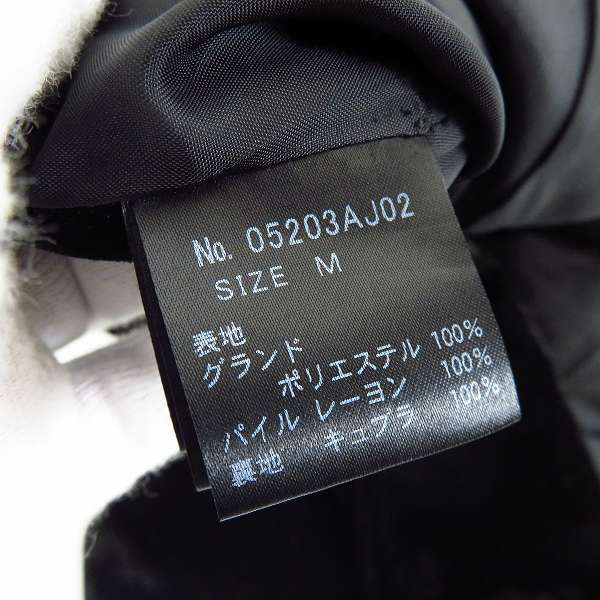 No. 05203AJ02
SIZE M
表地
グランド
ポリエステル 100%
パイル レーヨン 100%
裏地 キュプラ 100%